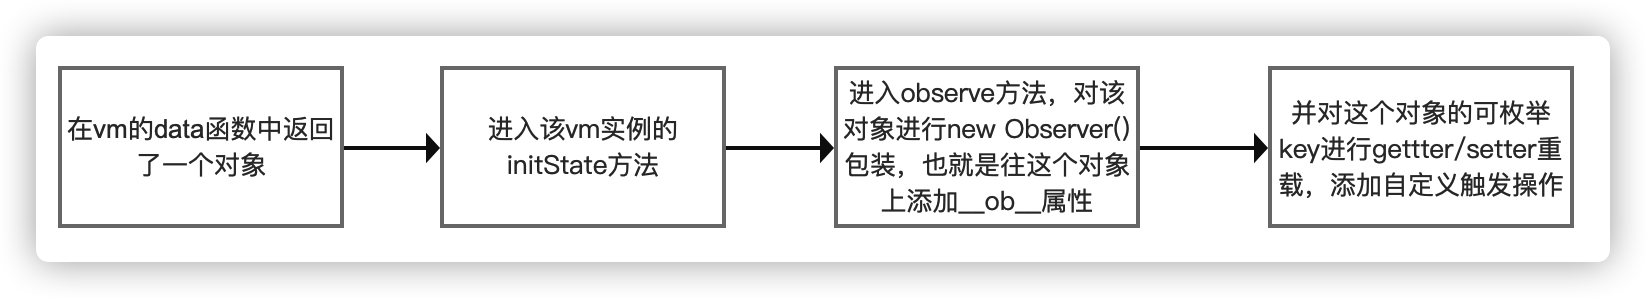 在vm的data函数中返回
了一个对象
进入该vm实例的
initState方法
进入observe方法，对该
对象进行new Observer()
包装，也就是往这个对象
上添加__ob__属性
并对这个对象的可枚举
key进行gettter/setter重
载，添加自定义触发操作